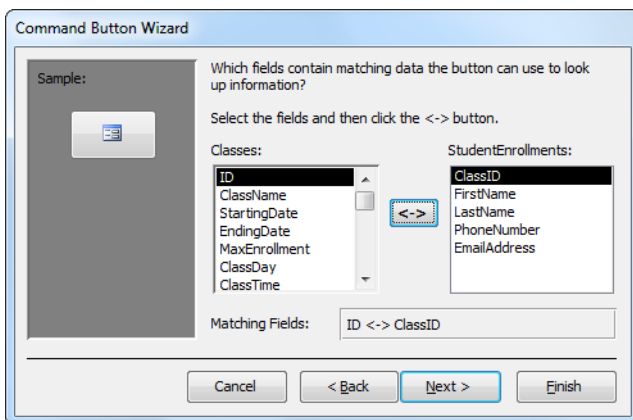 Command Button Wizard
Sample:
Which fields contain matching data the button can use to look
up information?
Select the fields and then click the <-> button.
Classes:
ID
ClassName
StartingDate
EndingDate
MaxEnrollment
ClassDay
ClassTime
<->
StudentEnrollments:
ClassID
FirstName
LastName
PhoneNumber
EmailAddress
Matching Fields:
ID <-> ClassID
Cancel
< Back
Next >
Finish